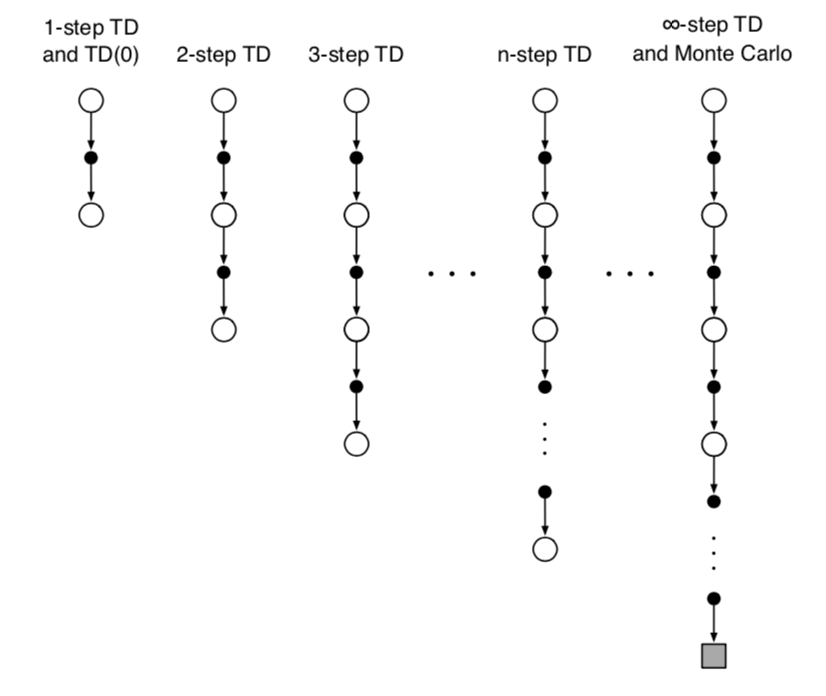 1-step TD
and TD(0)
2-step TD
3-step TD
n-step TD
∞-step TD
and Monte Carlo